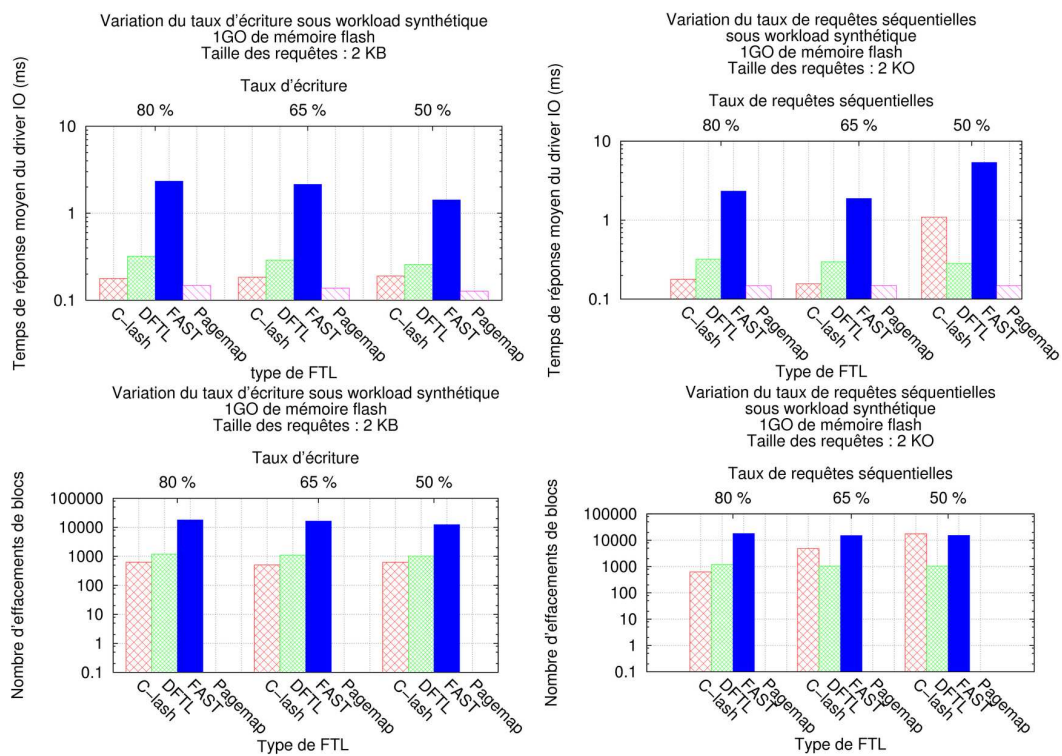 Variation du taux d'écriture sous workload synthétique
1GO de mémoire flash
Taille des requêtes : 2 KB
Taux d'écriture
80 % 65 % 50 %
Temps de réponse moyen du driver IO (ms)
10
1
0.1
C–lash DFTL FAST Pagemap C–lash DFTL FAST Pagemap C–lash DFTL FAST Pagemap
type de FTL
Variation du taux de requêtes séquentielles
sous workload synthétique
1GO de mémoire flash
Taille des requêtes : 2 KO
Taux de requêtes séquentielles
80 % 65 % 50 %
Temps de réponse moyen du driver IO (ms)
10
1
0.1
C–lash DFTL FAST Pagemap C–lash DFTL FAST Pagemap C–lash DFTL FAST Pagemap
Type de FTL
Variation du taux d'écriture sous workload synthétique
1GO de mémoire flash
Taille des requêtes : 2 KB
Taux d'écriture
80 % 65 % 50 %
Nombre d'effacements de blocs
100000
10000
1000
100
10
1
0.1
C–lash DFTL FAST Pagemap C–lash DFTL FAST Pagemap C–lash DFTL FAST Pagemap
Type de FTL
Variation du taux de requêtes séquentielles
sous workload synthétique
1GO de mémoire flash
Taille des requêtes : 2 KO
Taux de requêtes séquentielles
80 % 65 % 50 %
Nombre d'effacements de blocs
100000
10000
1000
100
10
1
0.1
C–lash DFTL FAST Pagemap C–lash DFTL FAST Pagemap C–lash DFTL FAST Pagemap
Type de FTL